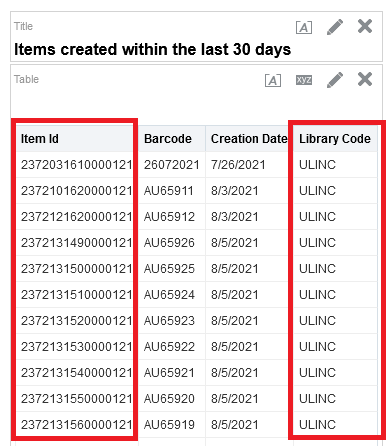 Title
A
Items created within the last 30 days
Table
A xyz
Item Id Barcode Creation Date Library Code
2372031610000121 26072021 7/26/2021 ULINC
2372101620000121 AU65911 8/3/2021 ULINC
2372121620000121 AU65912 8/3/2021 ULINC
2372131490000121 AU65926 8/5/2021 ULINC
2372131500000121 AU65925 8/5/2021 ULINC
2372131510000121 AU65924 8/5/2021 ULINC
2372131520000121 AU65923 8/5/2021 ULINC
2372131530000121 AU65922 8/5/2021 ULINC
2372131540000121 AU65921 8/5/2021 ULINC
2372131550000121 AU65920 8/5/2021 ULINC
2372131560000121 AU65919 8/5/2021 ULINC